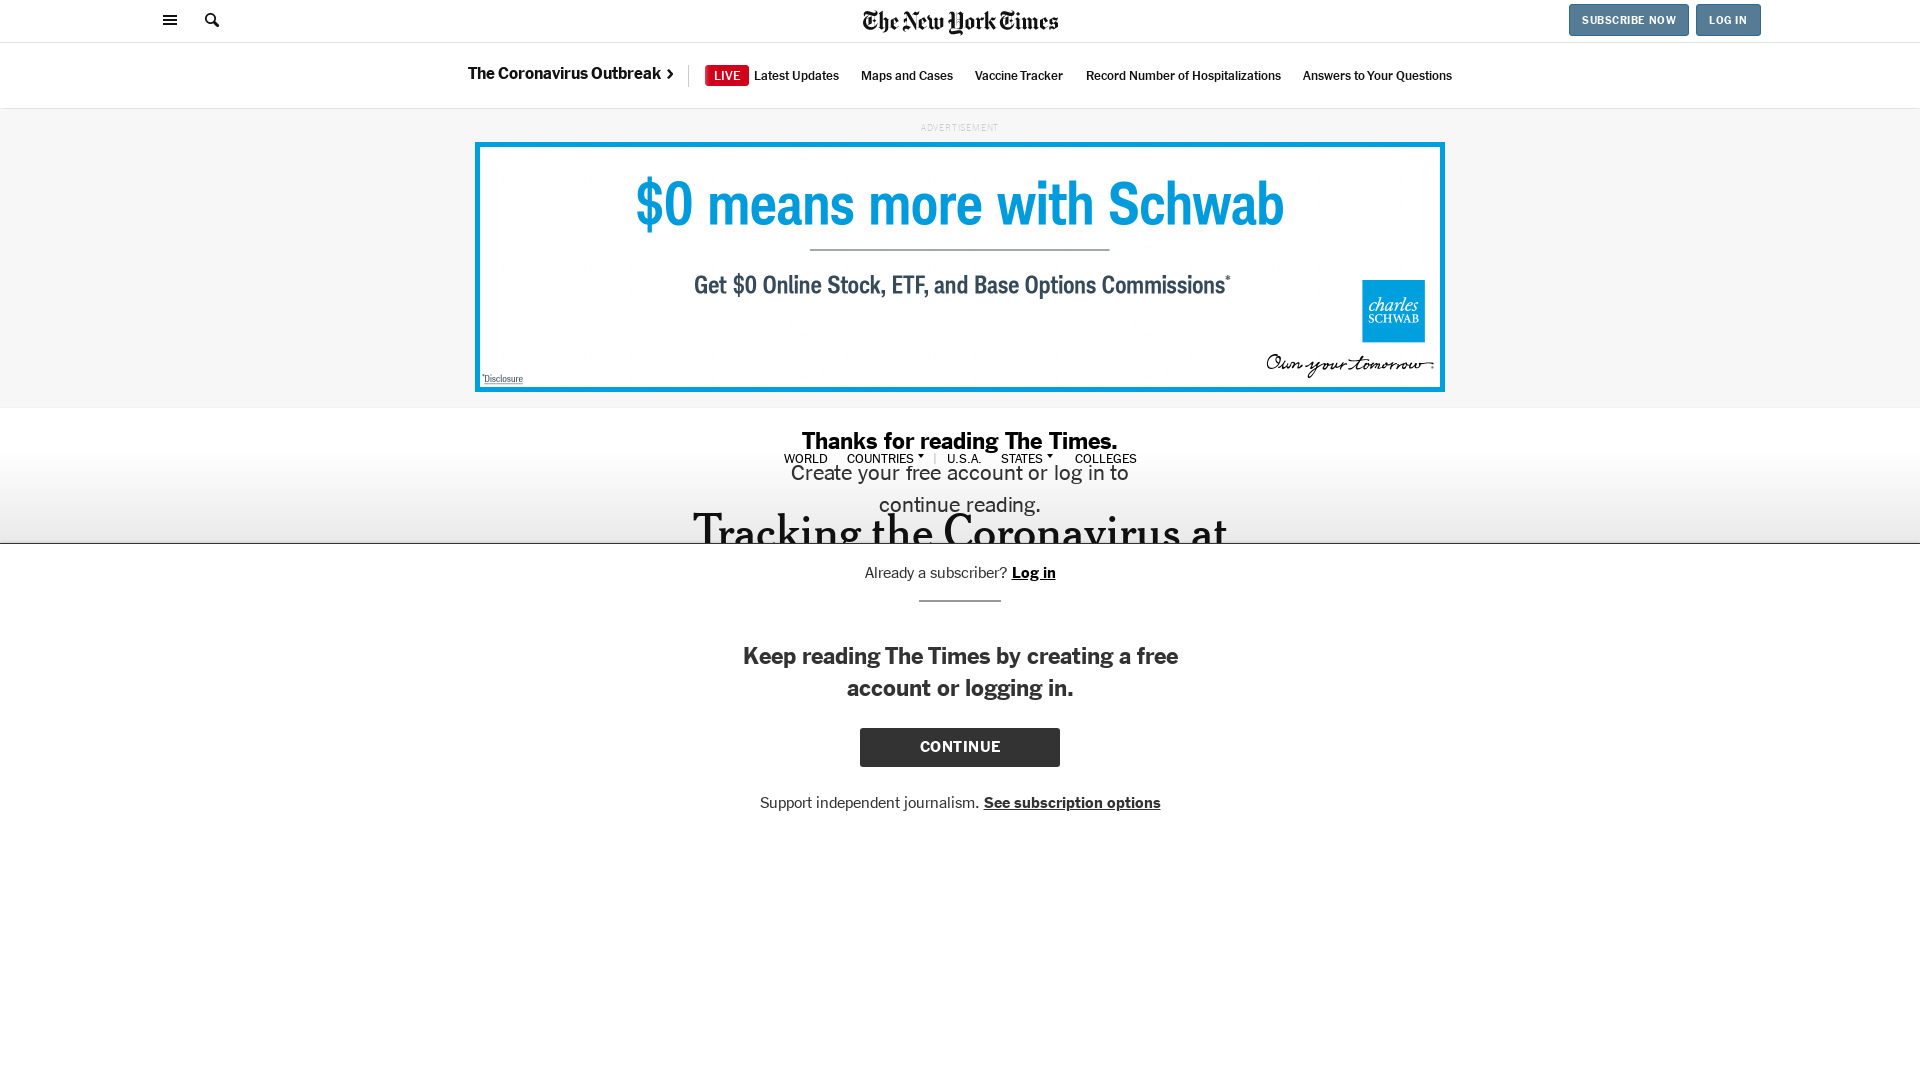 The New York Times
SUBSCRIBE NOW
LOG IN
The Coronavirus Outbreak
LIVE Latest Updates
Maps and Cases
Vaccine Tracker
Record Number of Hospitalizations
Answers to Your Questions
ADVERTISEMENT
$0 means more with Schwab
Get $0 Online Stock, ETF, and Base Options Commissions*
charles
SCHWAB
Own your tomorrow
*Disclosure
Thanks for reading The Times.
WORLD COUNTRIES | U.S.A. STATES COLLEGES
Create your free account or log in to
continue reading.
Tracking the Coronavirus at
Already a subscriber? Log in
Keep reading The Times by creating a free
account or logging in.
CONTINUE
Support independent journalism. See subscription options